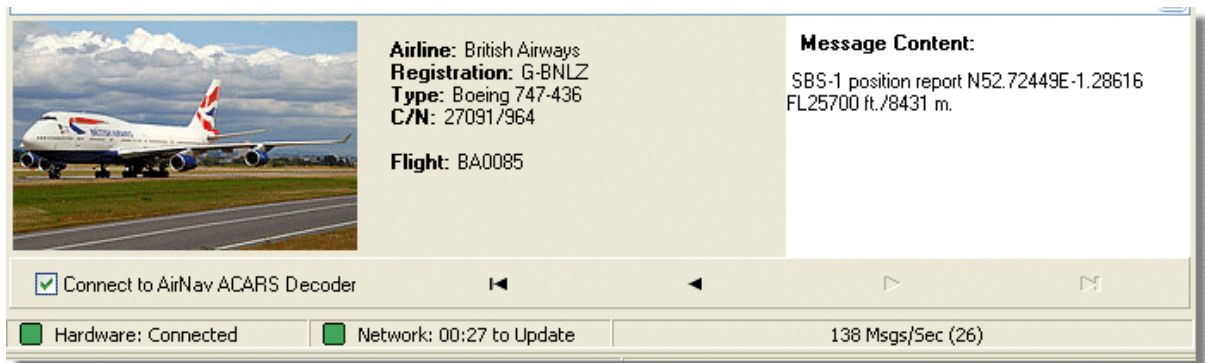 Airline: British Airways
Registration: G-BNLZ
Type: Boeing 747-436
C/N: 27091/964
Flight: BA0085
Message Content:
SBS-1 position report N52.72449E-1.28616
FL25700 ft./8431 m.
BRITISH AIRWAYS
Connect to AirNav ACARS Decoder
Hardware: Connected
Network: 00:27 to Update
138 Msgs/Sec (26)